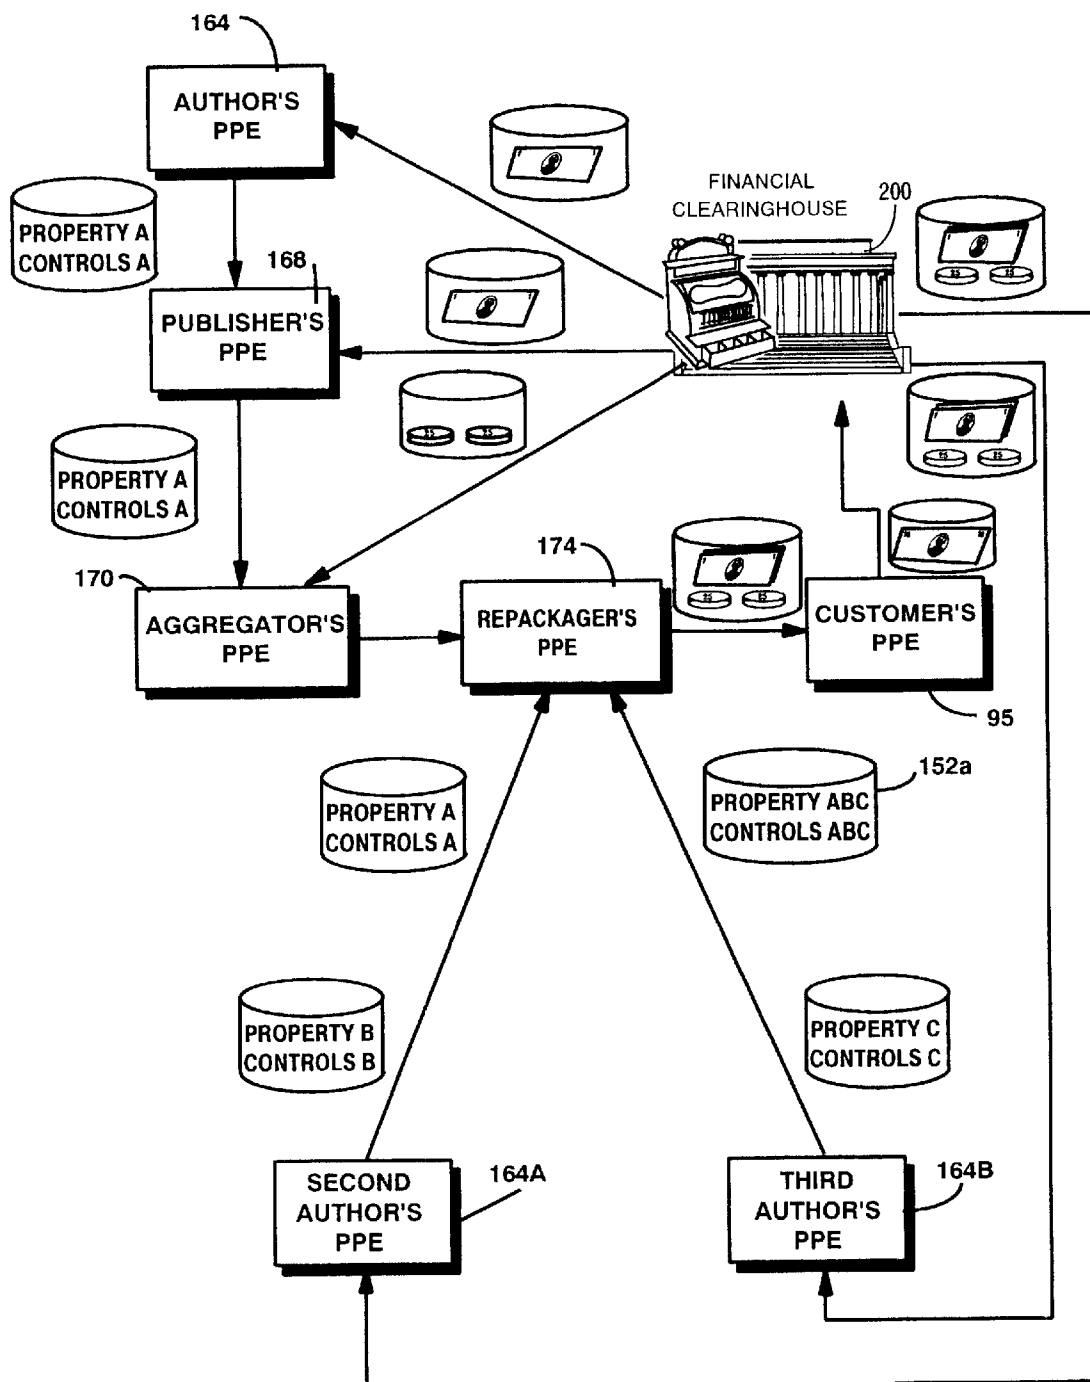 164
AUTHOR'S
PPE
FINANCIAL
CLEARINGHOUSE
200
PROPERTY A
CONTROLS A
168
PUBLISHER'S
PPE
PROPERTY A
CONTROLS A
170
AGGREGATOR'S
PPE
174
REPACKAGER'S
PPE
CUSTOMER'S
PPE
95
152a
PROPERTY A
CONTROLS A
PROPERTY ABC
CONTROLS ABC
PROPERTY B
CONTROLS B
PROPERTY C
CONTROLS C
SECOND
AUTHOR'S
PPE
164A
THIRD
AUTHOR'S
PPE
164B